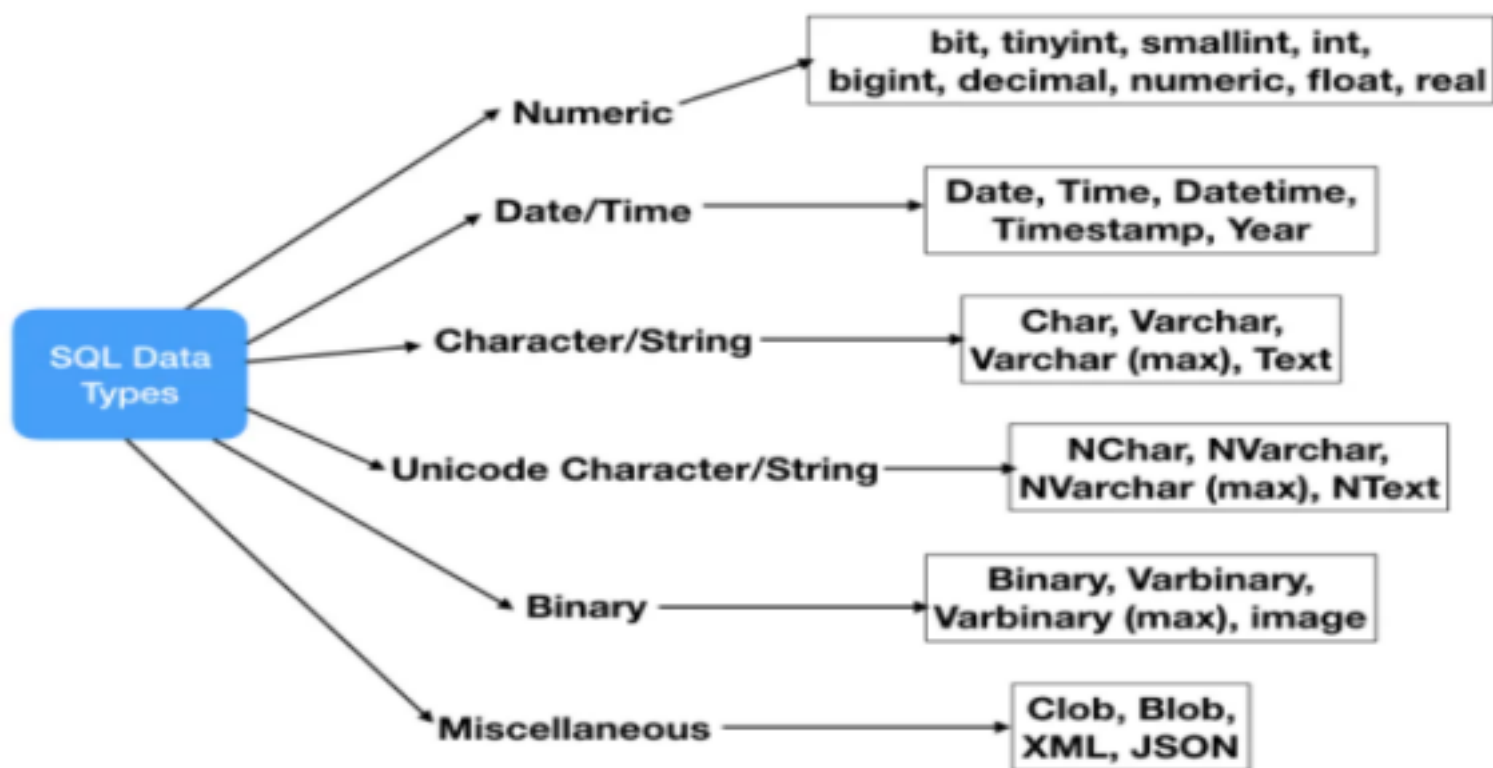 SQL Data
Types
Numeric
bit, tinyint, smallint, int,
bigint, decimal, numeric, float, real
Date/Time
Date, Time, Datetime,
Timestamp, Year
Character/String
Char, Varchar,
Varchar (max), Text
Unicode Character/String
NChar, NVarchar,
NVarchar (max), NText
Binary
Binary, Varbinary,
Varbinary (max), image
Miscellaneous
Clob, Blob,
XML, JSON